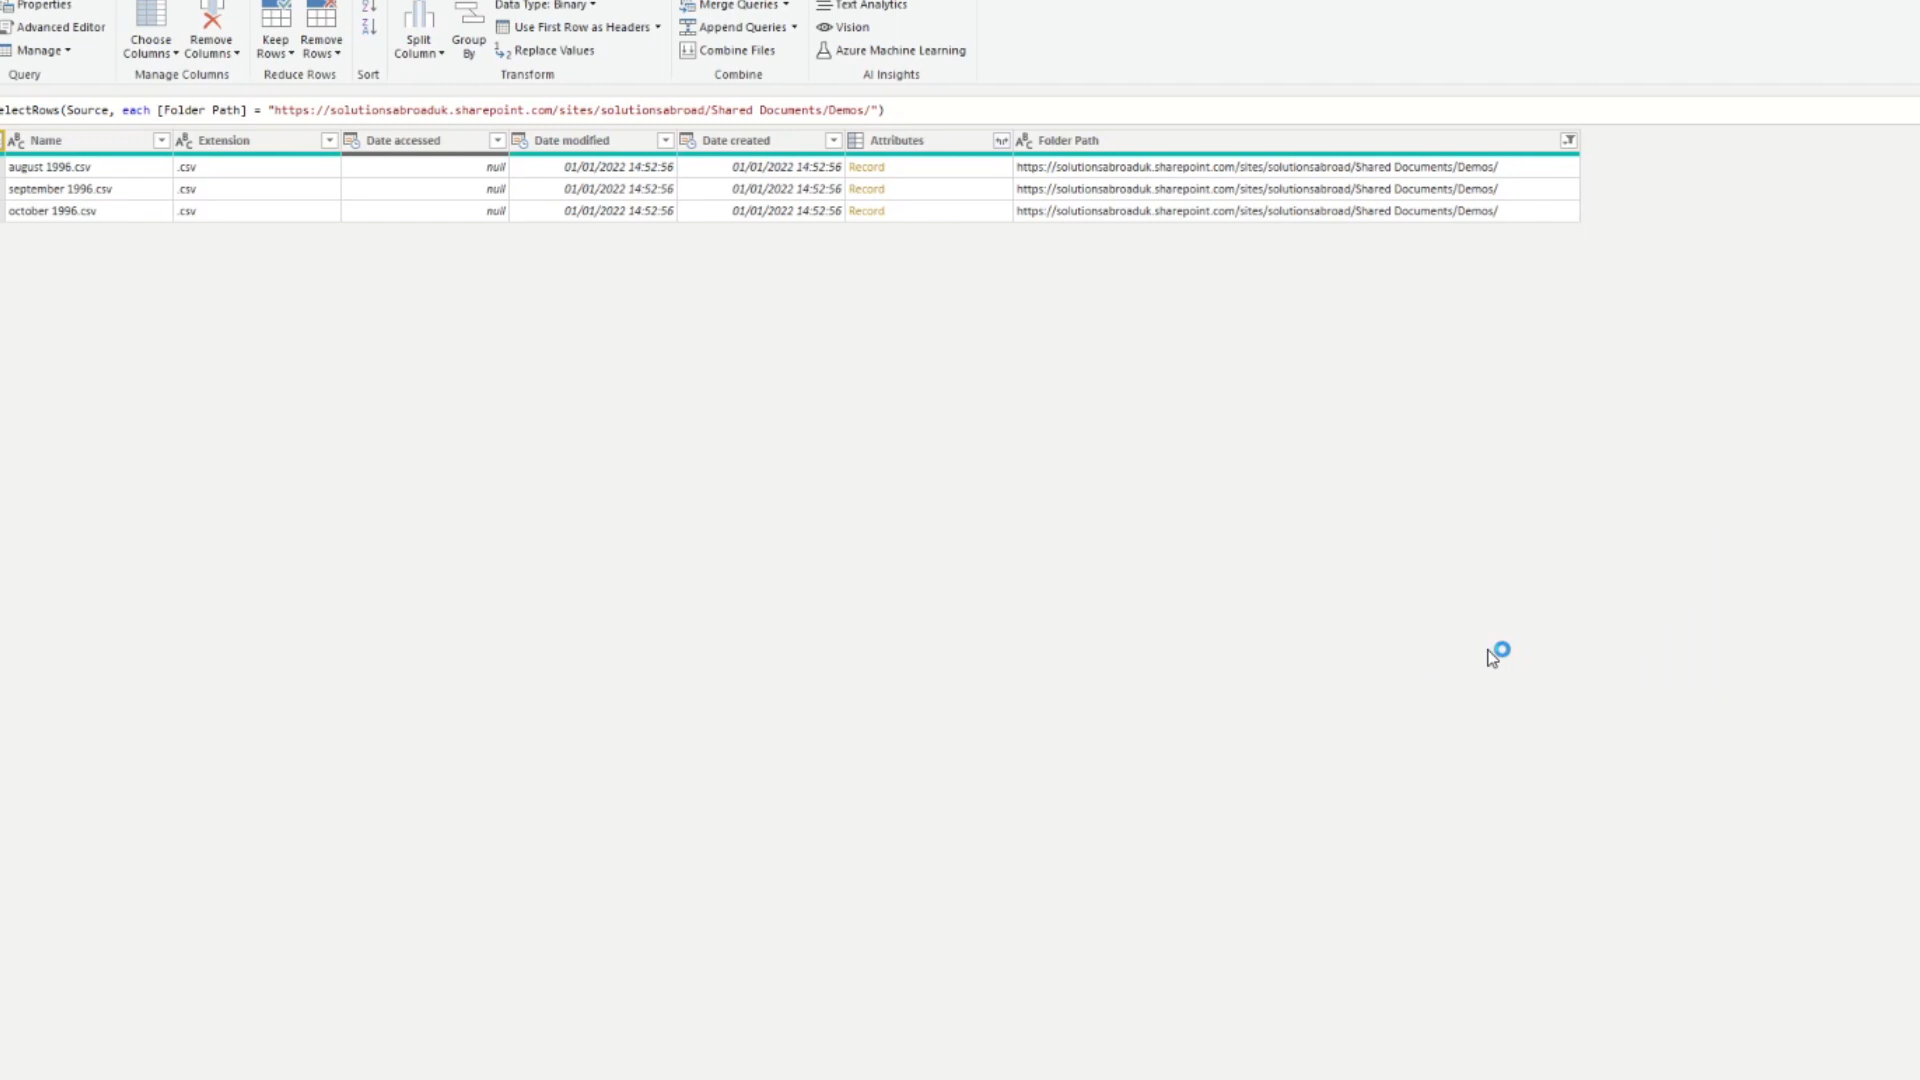 Properties
Advanced Editor
Manage
Query
Choose Columns
Remove Columns
Manage Columns
Keep Rows
Remove Rows
Reduce Rows
Sort
Split Column
Group By
Data Type: Binary
Use First Row as Headers
Replace Values
Transform
Merge Queries
Append Queries
Combine Files
Combine
Text Analytics
Vision
Azure Machine Learning
AI Insights
electRows(Source, each [Folder Path] = "https://solutionsabroaduk.sharepoint.com/sites/solutionsabroad/Shared Documents/Demos/")
Name Extension Date accessed Date modified Date created Attributes Folder Path
august 1996.csv .csv null 01/01/2022 14:52:56 01/01/2022 14:52:56 Record https://solutionsabroaduk.sharepoint.com/sites/solutionsabroad/Shared Documents/Demos/
september 1996.csv .csv null 01/01/2022 14:52:56 01/01/2022 14:52:56 Record https://solutionsabroaduk.sharepoint.com/sites/solutionsabroad/Shared Documents/Demos/
october 1996.csv .csv null 01/01/2022 14:52:56 01/01/2022 14:52:56 Record https://solutionsabroaduk.sharepoint.com/sites/solutionsabroad/Shared Documents/Demos/